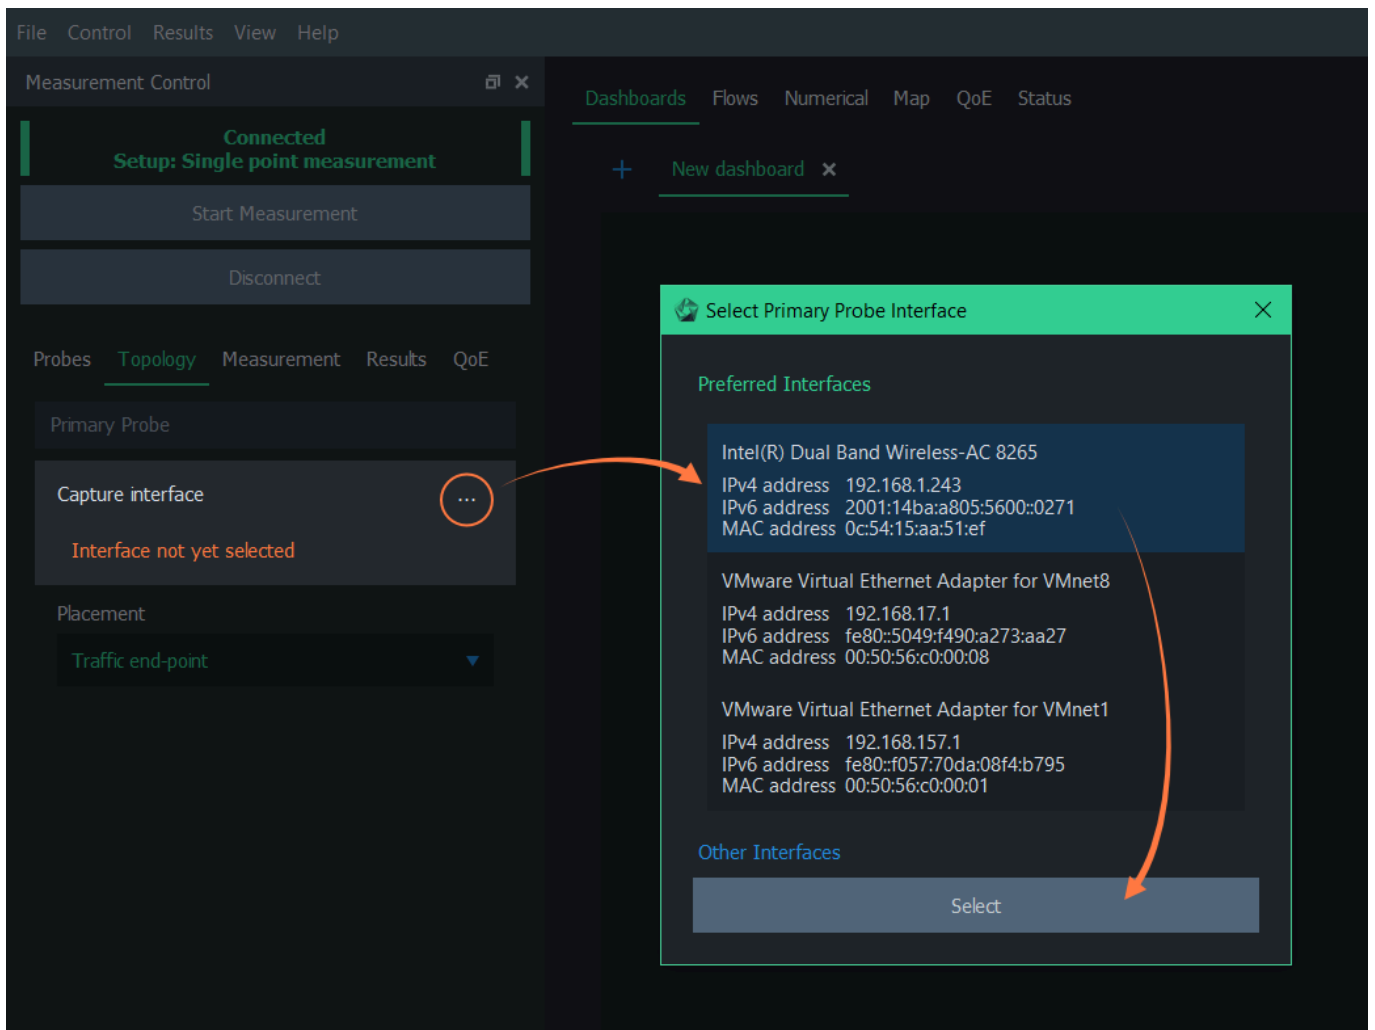 File Control Results View Help
Measurement Control
Connected
Setup: Single point measurement
Start Measurement
Disconnect
Probes Topology Measurement Results QoE
Primary Probe
Capture interface ...
Interface not yet selected
Placement
Traffic end-point
Dashboards Flows Numerical Map QoE Status
+ New dashboard
Select Primary Probe Interface
Preferred Interfaces
Intel(R) Dual Band Wireless-AC 8265
IPv4 address 192.168.1.243
IPv6 address 2001:14ba:a805:5600::0271
MAC address 0c:54:15:aa:51:ef
VMware Virtual Ethernet Adapter for VMnet8
IPv4 address 192.168.17.1
IPv6 address fe80::5049:f490:a273:aa27
MAC address 00:50:56:c0:00:08
VMware Virtual Ethernet Adapter for VMnet1
IPv4 address 192.168.157.1
IPv6 address fe80::f057:70da:08f4:b795
MAC address 00:50:56:c0:00:01
Other Interfaces
Select